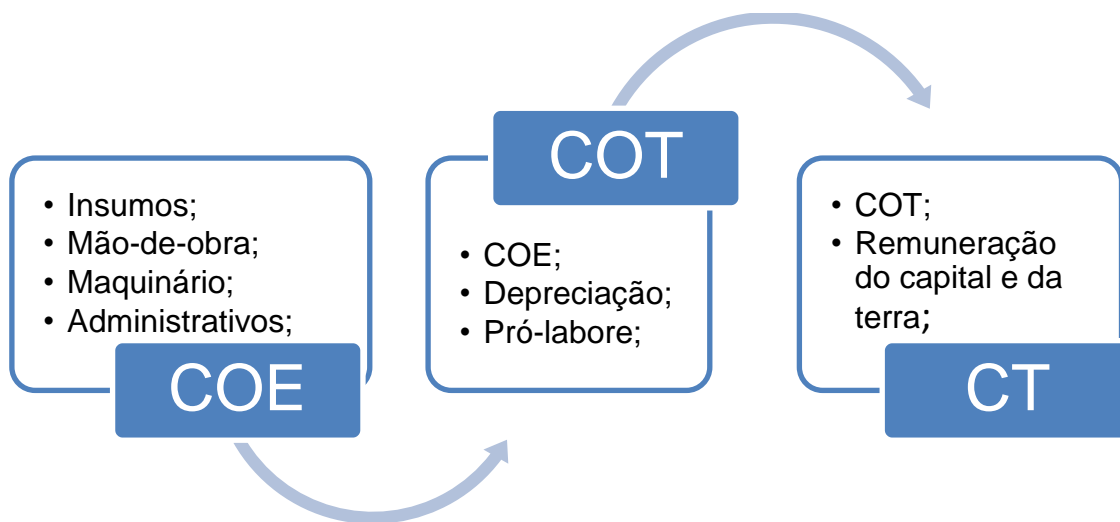 • Insumos;
• Mão-de-obra;
• Maquinário;
• Administrativos;
COE
COT
• COE;
• Depreciação;
• Pró-labore;
• COT;
• Remuneração
do capital e da
terra;
CT